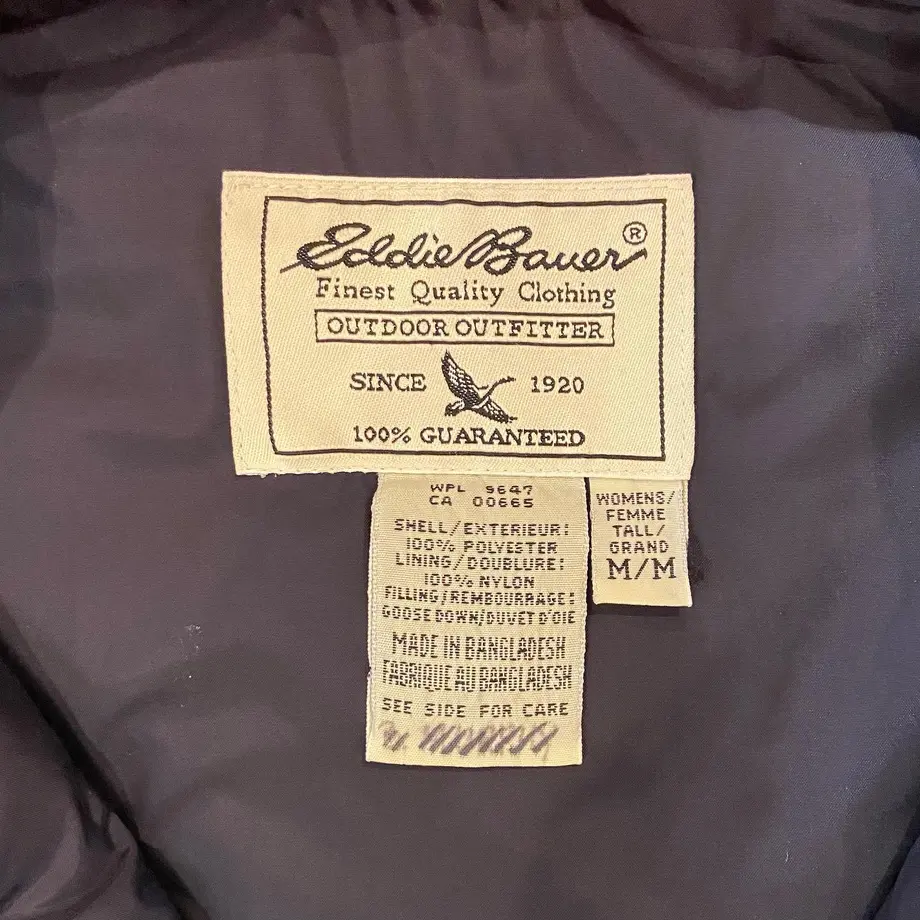 Eddie Bauer®
Finest Quality Clothing
OUTDOOR OUTFITTER
SINCE 1920
100% GUARANTEED
WPL 9647
CA 00665
SHELL/EXTERIEUR:
100% POLYESTER
LINING/DOUBLURE:
100% NYLON
FILLING/REMBOURRAGE:
GOOSE DOWN/DUVET D'OIE
MADE IN BANGLADESH
FABRIQUE AU BANGLADESH
SEE SIDE FOR CARE
WOMENS/
FEMME
TALL/
GRAND
M/M